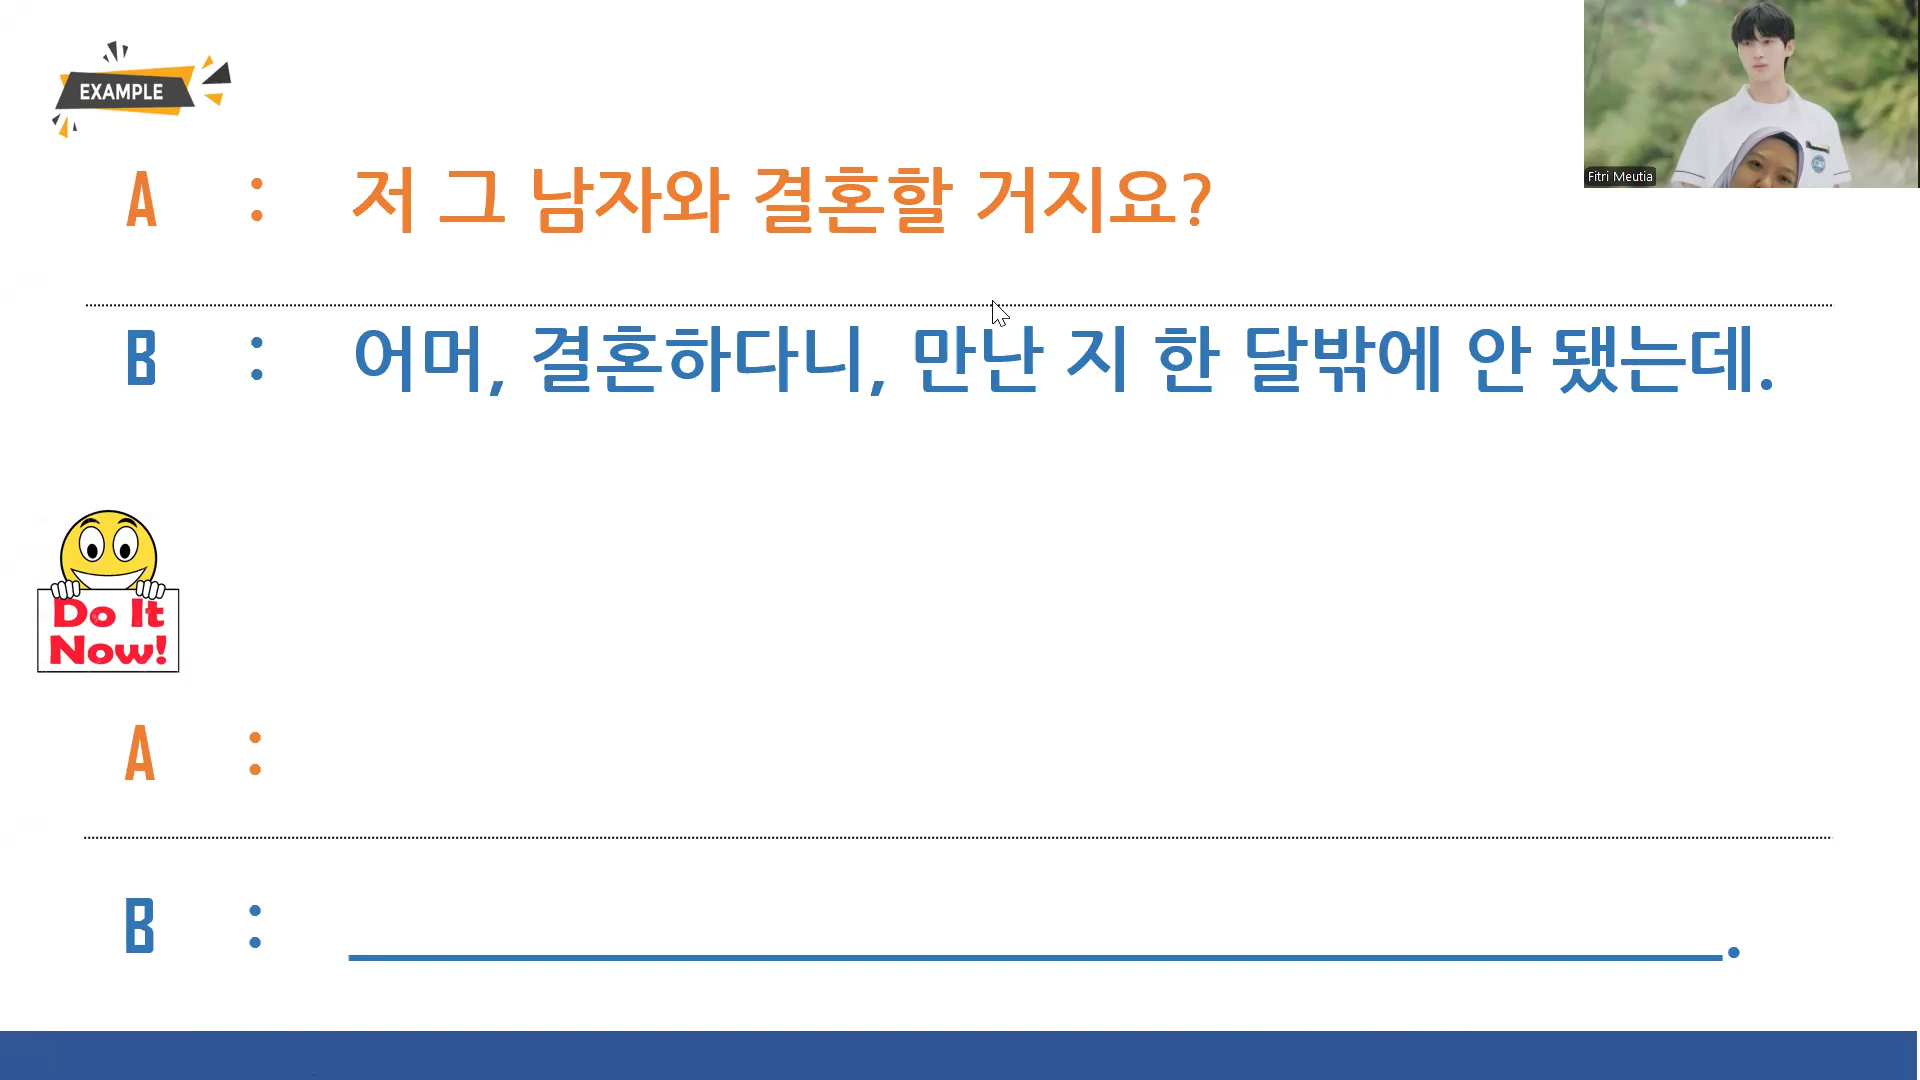 EXAMPLE
Fitri Meutia
A : 저 그 남자와 결혼할 거지요?
B : 어머, 결혼하다니, 만난 지 한 달밖에 안 됐는데.
Do It
Now!
A :
B : .